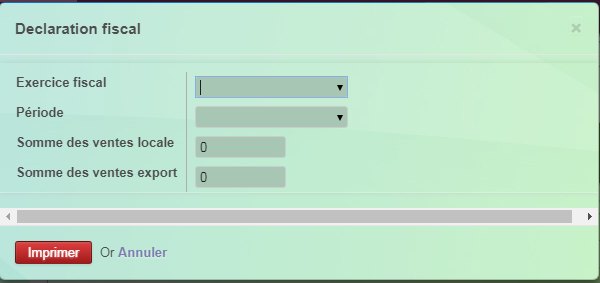 Declaration fiscal ×
Exercice fiscal
Période
Somme des ventes locale 0
Somme des ventes export 0
Imprimer Or Annuler